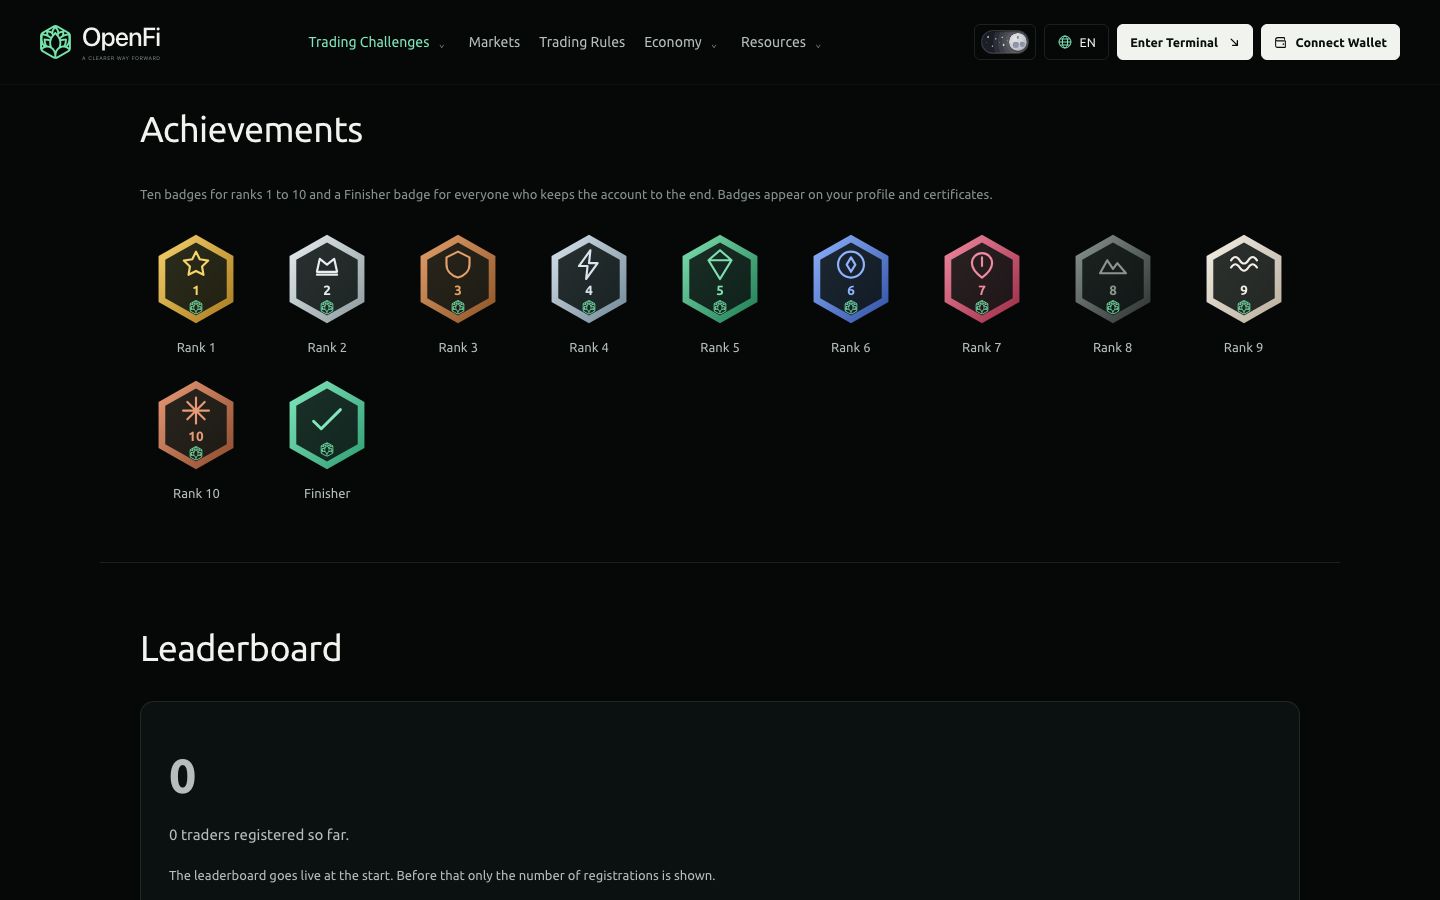 OpenFi
A CLEARER WAY FORWARD
Trading Challenges
Markets
Trading Rules
Economy
Resources
EN
Enter Terminal
Connect Wallet
Achievements
Ten badges for ranks 1 to 10 and a Finisher badge for everyone who keeps the account to the end. Badges appear on your profile and certificates.
1
2
3
4
5
6
7
8
9
Rank 1
Rank 2
Rank 3
Rank 4
Rank 5
Rank 6
Rank 7
Rank 8
Rank 9
10
Rank 10
Finisher
Leaderboard
0
0 traders registered so far.
The leaderboard goes live at the start. Before that only the number of registrations is shown.